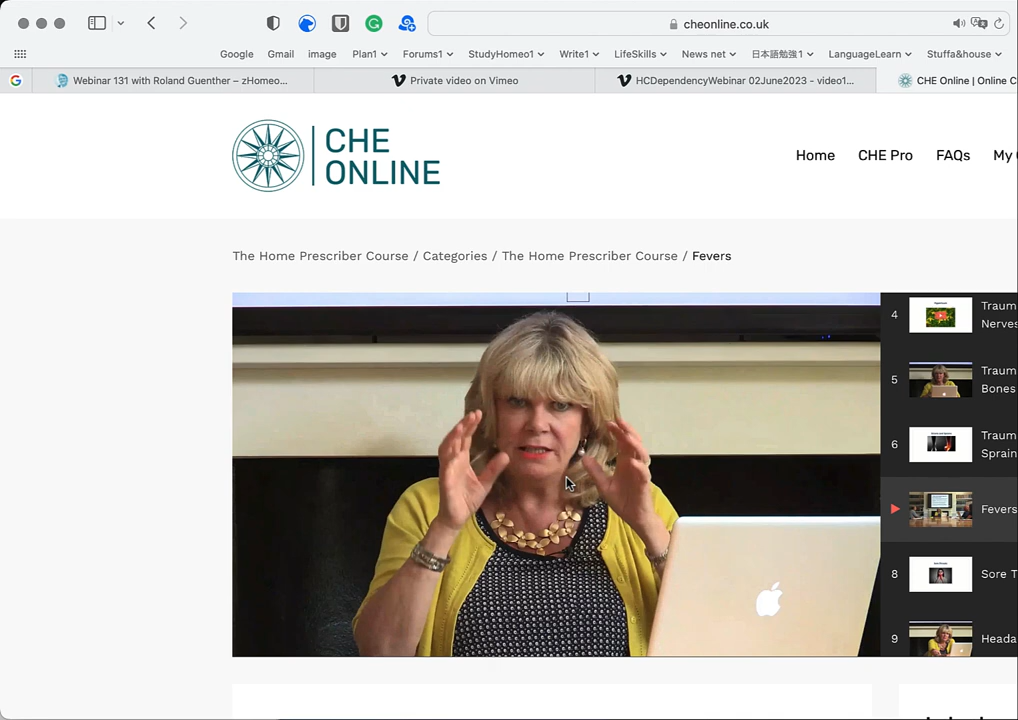 cheonline.co.uk
Google Gmail image Plan1 Forums1 StudyHomeo1 Write1 LifeSkills News net 日本語勉強1 LanguageLearn Stuffa&house
Webinar 131 with Roland Guenther – zHomeo... Private video on Vimeo HCDependencyWebinar 02June2023 - video1... CHE Online | Online C
CHE ONLINE
Home CHE Pro FAQs My
The Home Prescriber Course / Categories / The Home Prescriber Course / Fevers
4 Traum
Nerves
5 Traum
Bones
6 Traum
Sprain
Fevers
8 Sore T
9 Heada